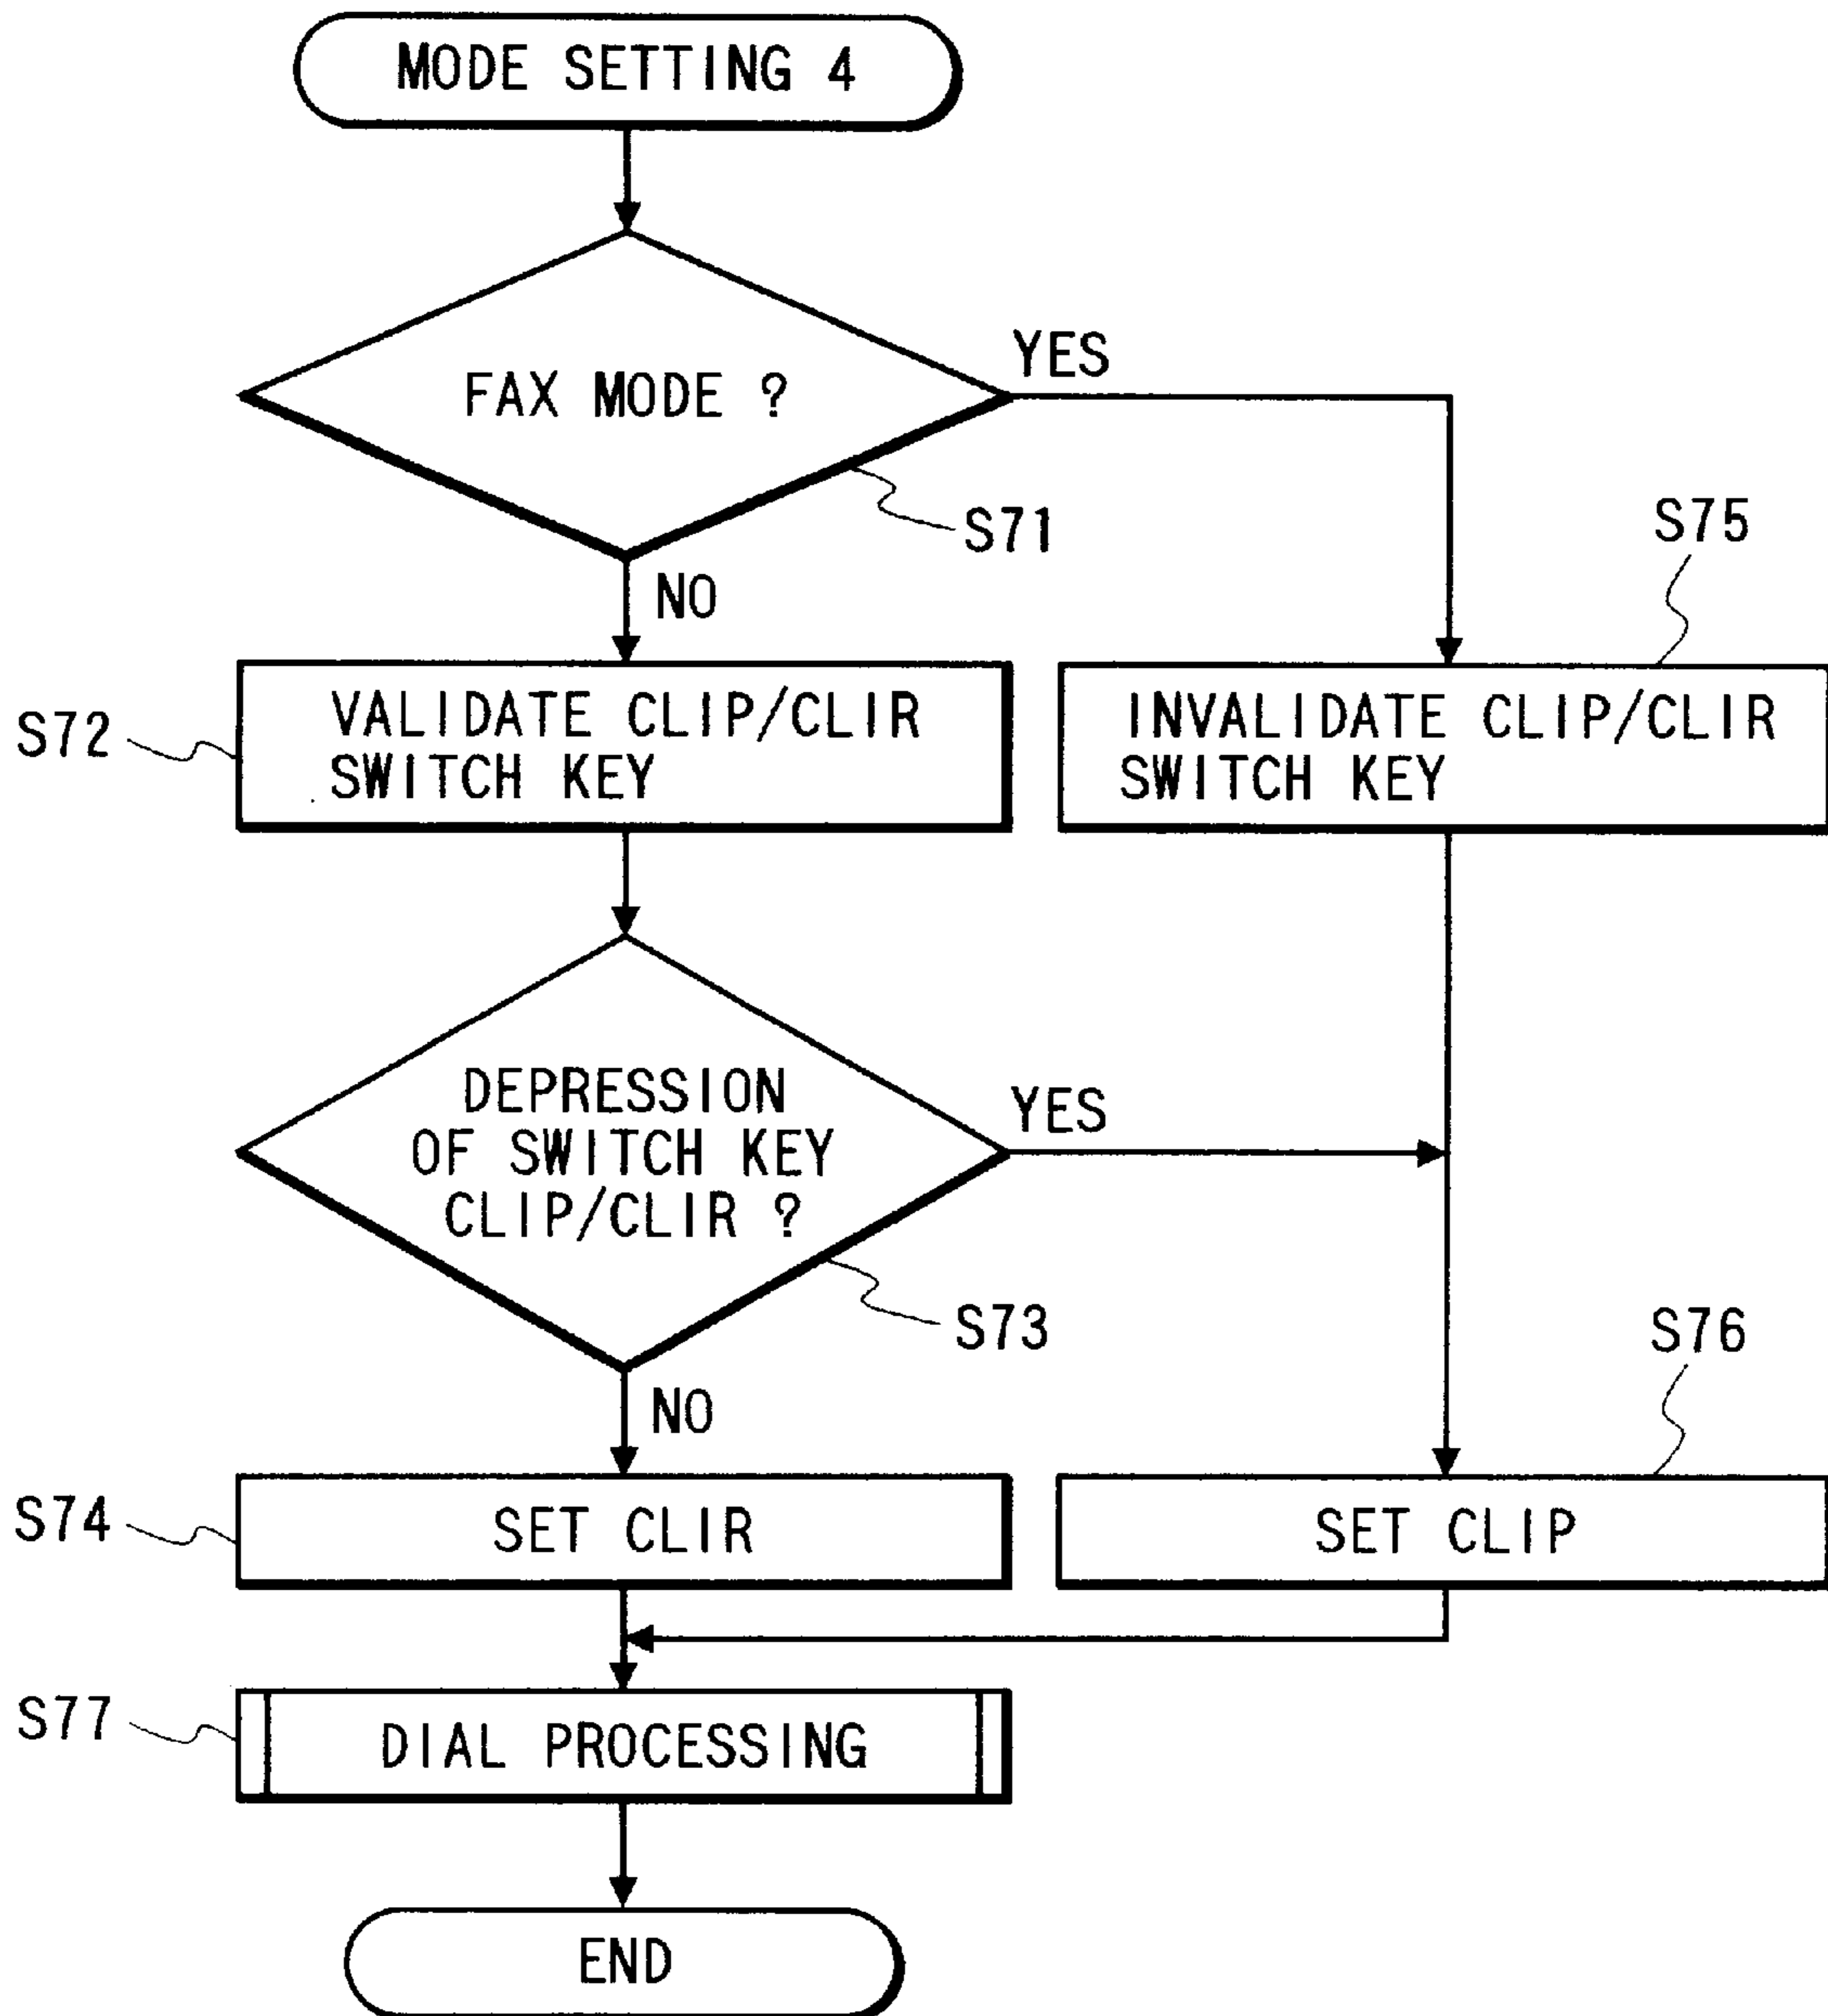 MODE SETTING 4
FAX MODE ?
YES
S71
S75
NO
S72
VALIDATE CLIP/CLIR
SWITCH KEY
INVALIDATE CLIP/CLIR
SWITCH KEY
DEPRESSION
OF SWITCH KEY
CLIP/CLIR ?
YES
S73
S76
NO
S74
SET CLIR
SET CLIP
S77
DIAL PROCESSING
END